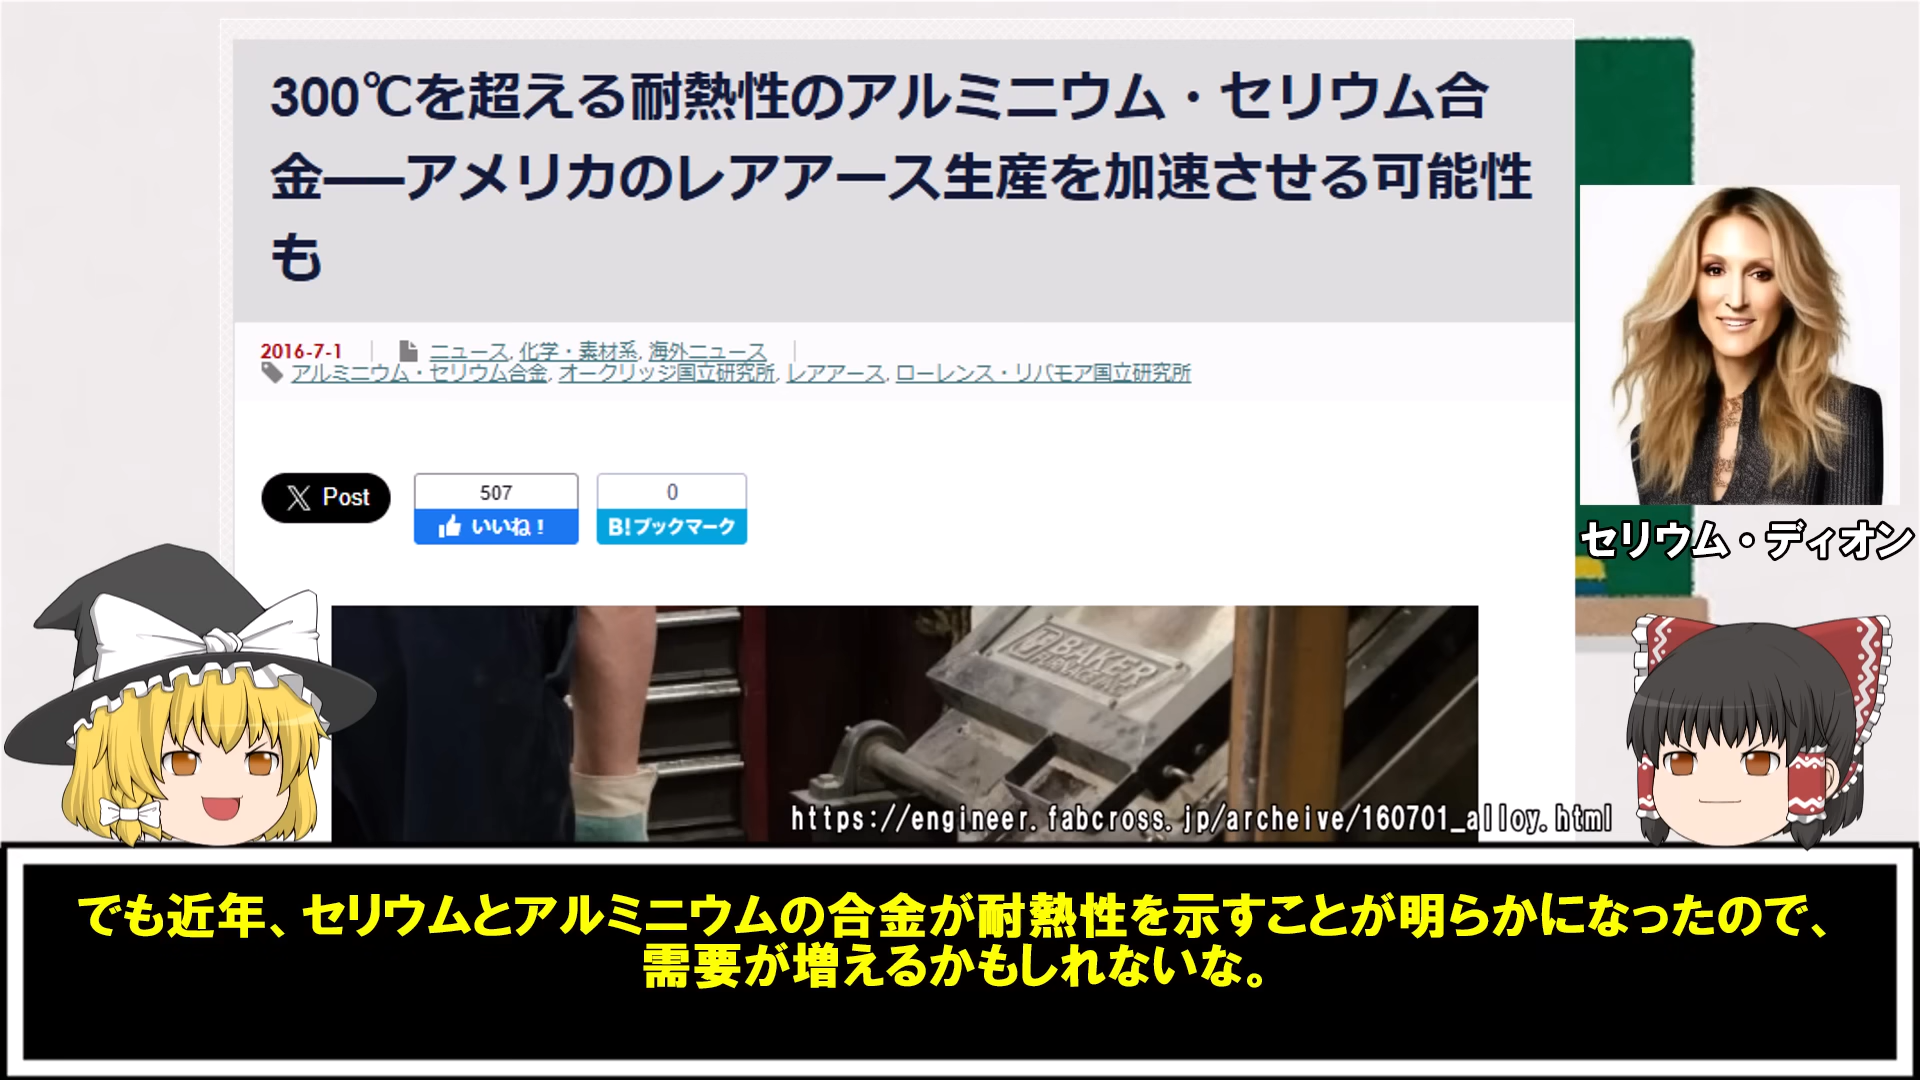 300℃を超える耐熱性のアルミニウム・セリウム合
金──アメリカのレアアース生産を加速させる可能性
も
2016-7-1
ニュース, 化学・素材系, 海外ニュース
アルミニウム・セリウム合金, オークリッジ国立研究所, レアアース, ローレンス・リバモア国立研究所
X Post
507
いいね！
0
B!ブックマーク
セリウム・ディオン
BAKER
https://engineer.fabcross.jp/archeive/160701_alloy.html
でも近年、セリウムとアルミニウムの合金が耐熱性を示すことが明らかになったので、
需要が増えるかもしれないな。